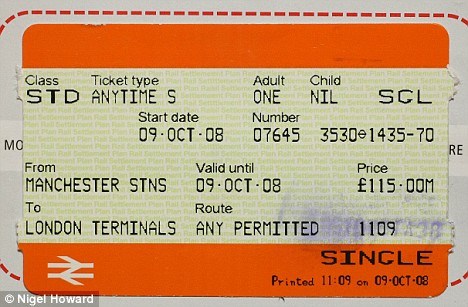 Class Ticket type Adult Child
STD ANYTIME S ONE NIL SGL
Start date Number
09·OCT·08 07645 3530⊖1435-70
MO
RE
From Valid until Price
MANCHESTER STNS 09·OCT·08 £115.00M
To Route
LONDON TERMINALS ANY PERMITTED 1109
SINGLE
Printed 11:09 on 09·OCT·08
© Nigel Howard